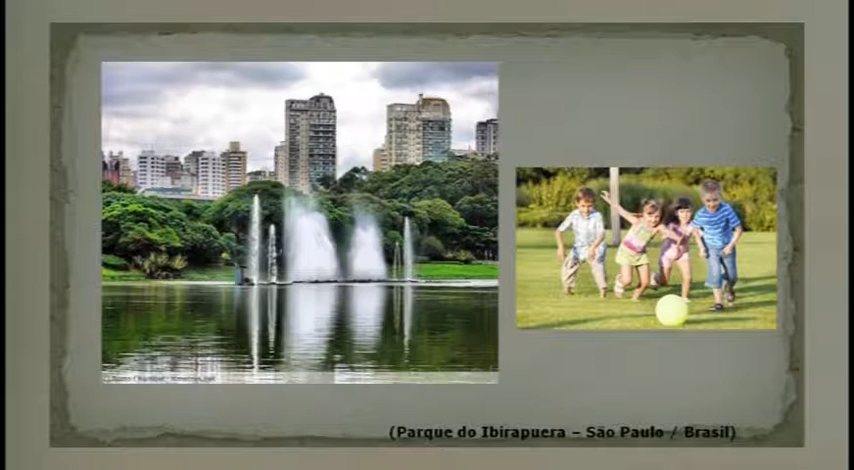 (Parque do Ibirapuera – São Paulo / Brasil)